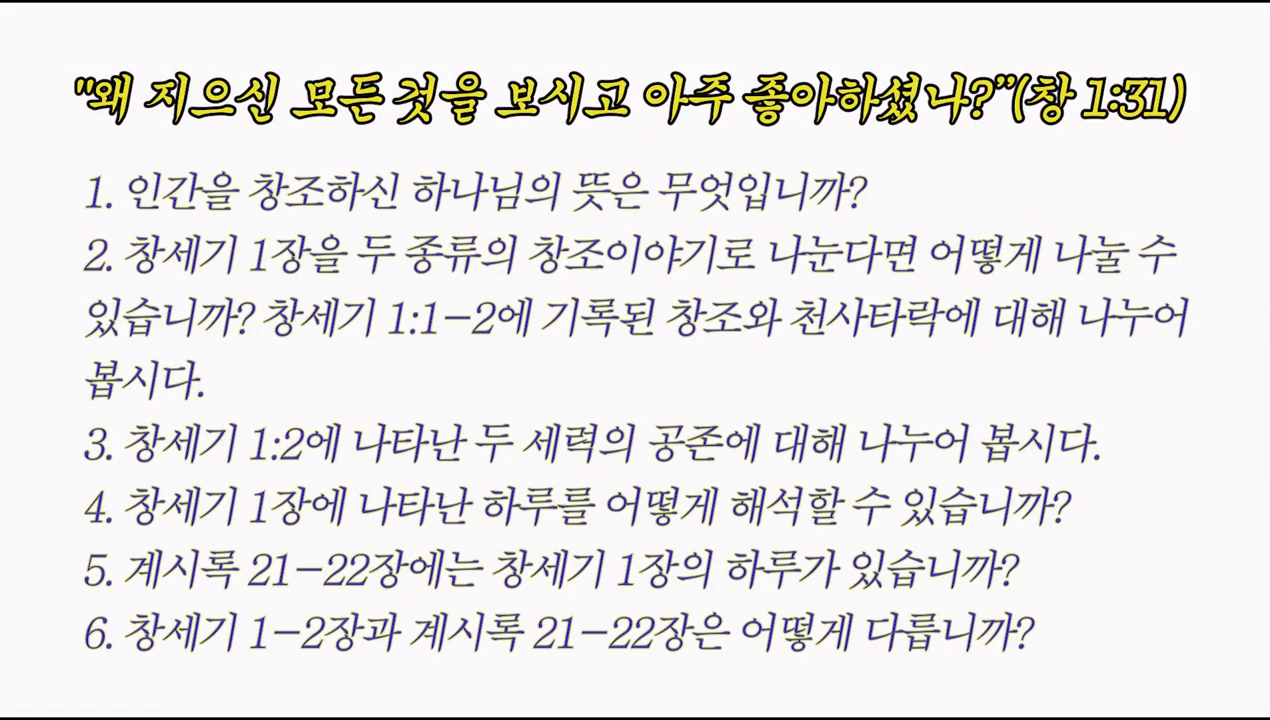 "왜 지으신 모든 것을 보시고 아주 좋아하셨나?”(창 1:31)
1. 인간을 창조하신 하나님의 뜻은 무엇입니까?
2. 창세기 1장을 두 종류의 창조이야기로 나눈다면 어떻게 나눌 수
있습니까? 창세기 1:1-2에 기록된 창조와 천사타락에 대해 나누어
봅시다.
3. 창세기 1:2에 나타난 두 세력의 공존에 대해 나누어 봅시다.
4. 창세기 1장에 나타난 하루를 어떻게 해석할 수 있습니까?
5. 계시록 21-22장에는 창세기 1장의 하루가 있습니까?
6. 창세기 1-2장과 계시록 21-22장은 어떻게 다릅니까?